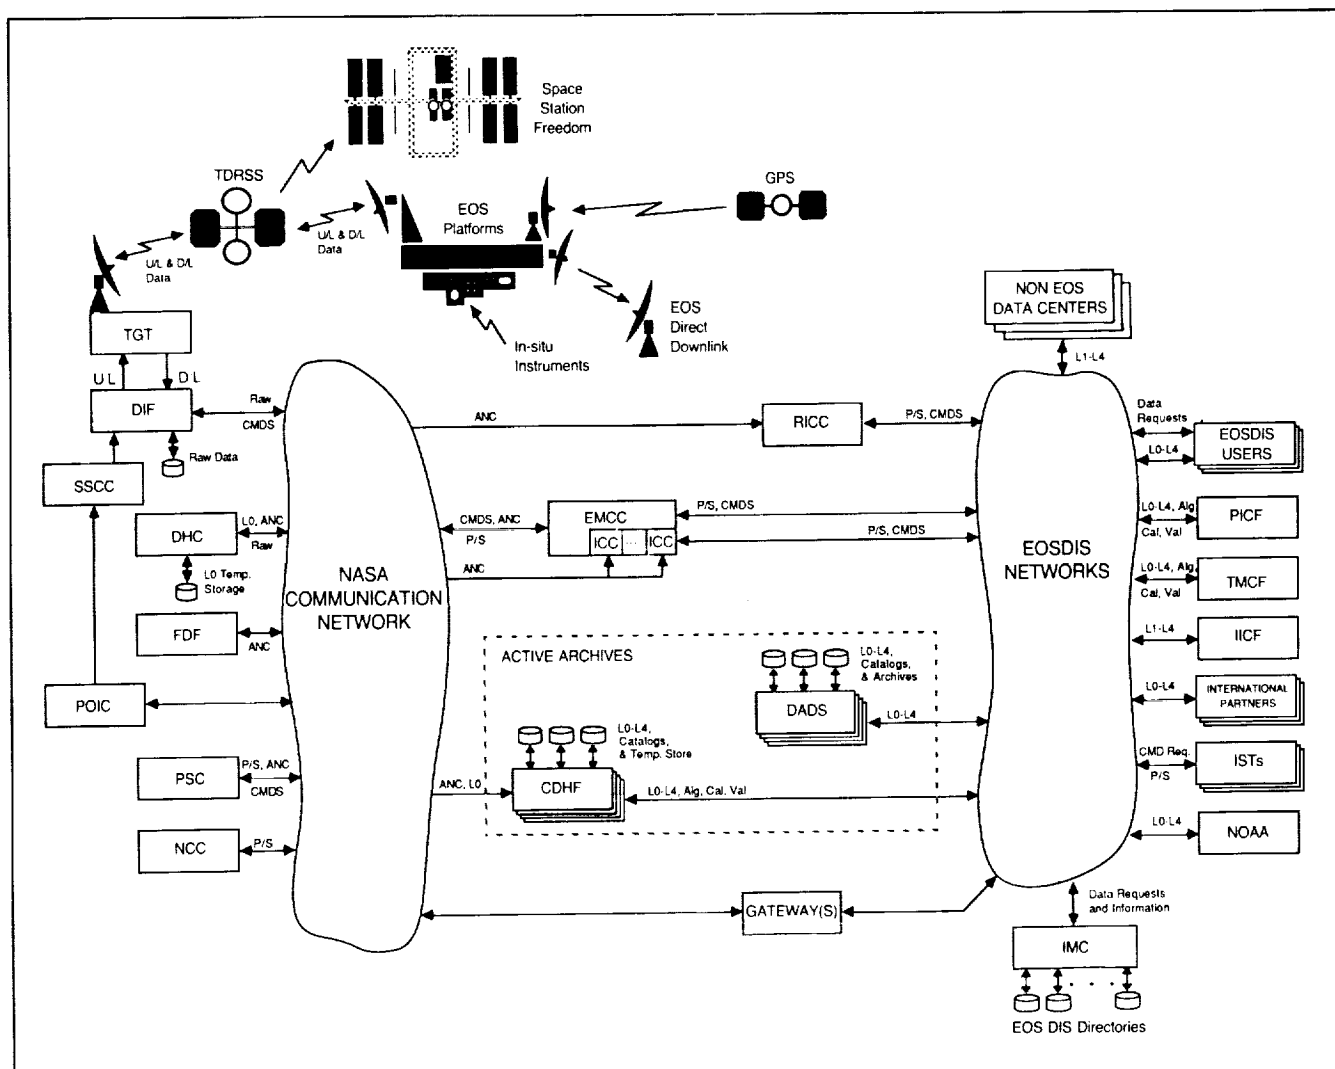 Space
Station
Freedom
TDRSS
GPS
EOS
Platforms
U/L & D/L
Data
U/L & D/L
Data
EOS
Direct
Downlink
In-situ
Instruments
NON EOS
DATA CENTERS
L1-L4
TGT
U L
D L
DIF
Raw
CMDS
Raw Data
SSCC
DHC
L0, ANC
Raw
L0 Temp.
Storage
FDF
ANC
POIC
PSC
P/S, ANC
CMDS
NCC
P/S
NASA
COMMUNICATION
NETWORK
ANC
RICC
P/S, CMDS
CMDS, ANC
P/S
EMCC
ICC ... ICC
P/S, CMDS
P/S, CMDS
ANC
ACTIVE ARCHIVES
L0-L4,
Catalogs,
& Archives
DADS
L0-L4
L0-L4,
Catalogs,
& Temp. Store
ANC, L0
CDHF
L0-L4, Alg, Cal, Val
GATEWAY(S)
EOSDIS
NETWORKS
Data
Requests
L0-L4
EOSDIS
USERS
L0-L4, Alg
Cal, Val
PICF
L0-L4, Alg,
Cal, Val
TMCF
L1-L4
IICF
L0-L4
INTERNATIONAL
PARTNERS
CMD Req.
P/S
ISTs
L0-L4
NOAA
Data Requests
and Information
IMC
. . .
EOS DIS Directories